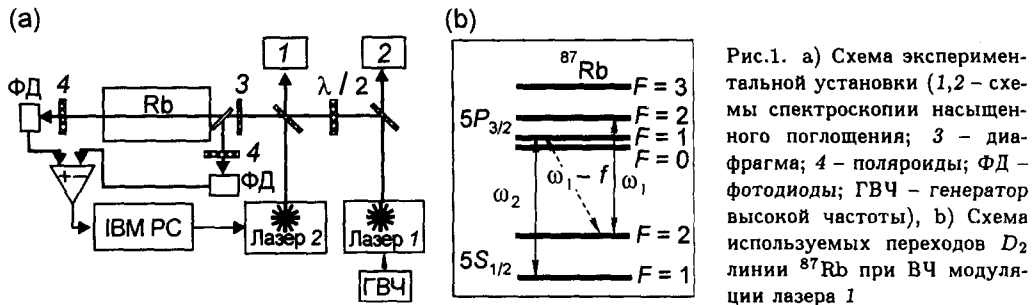 (a)
1
2
ФД
4
Rb
3
λ/2
4
ФД
+ −
IBM PC
Лазер 2
Лазер 1
ГВЧ
(b)
⁸⁷Rb
F = 3
5P₃/₂
F = 2
F = 1
F = 0
ω₂
ω₁ − f
ω₁
F = 2
5S₁/₂
F = 1
Рис.1. a) Схема эксперимен-
тальной установки (1,2 – схе-
мы спектроскопии насыщен-
ного поглощения; 3 – диа-
фрагма; 4 – поляроиды; ФД –
фотодиоды; ГВЧ – генератор
высокой частоты), b) Схема
используемых переходов D₂
линии ⁸⁷Rb при ВЧ модуля-
ции лазера 1